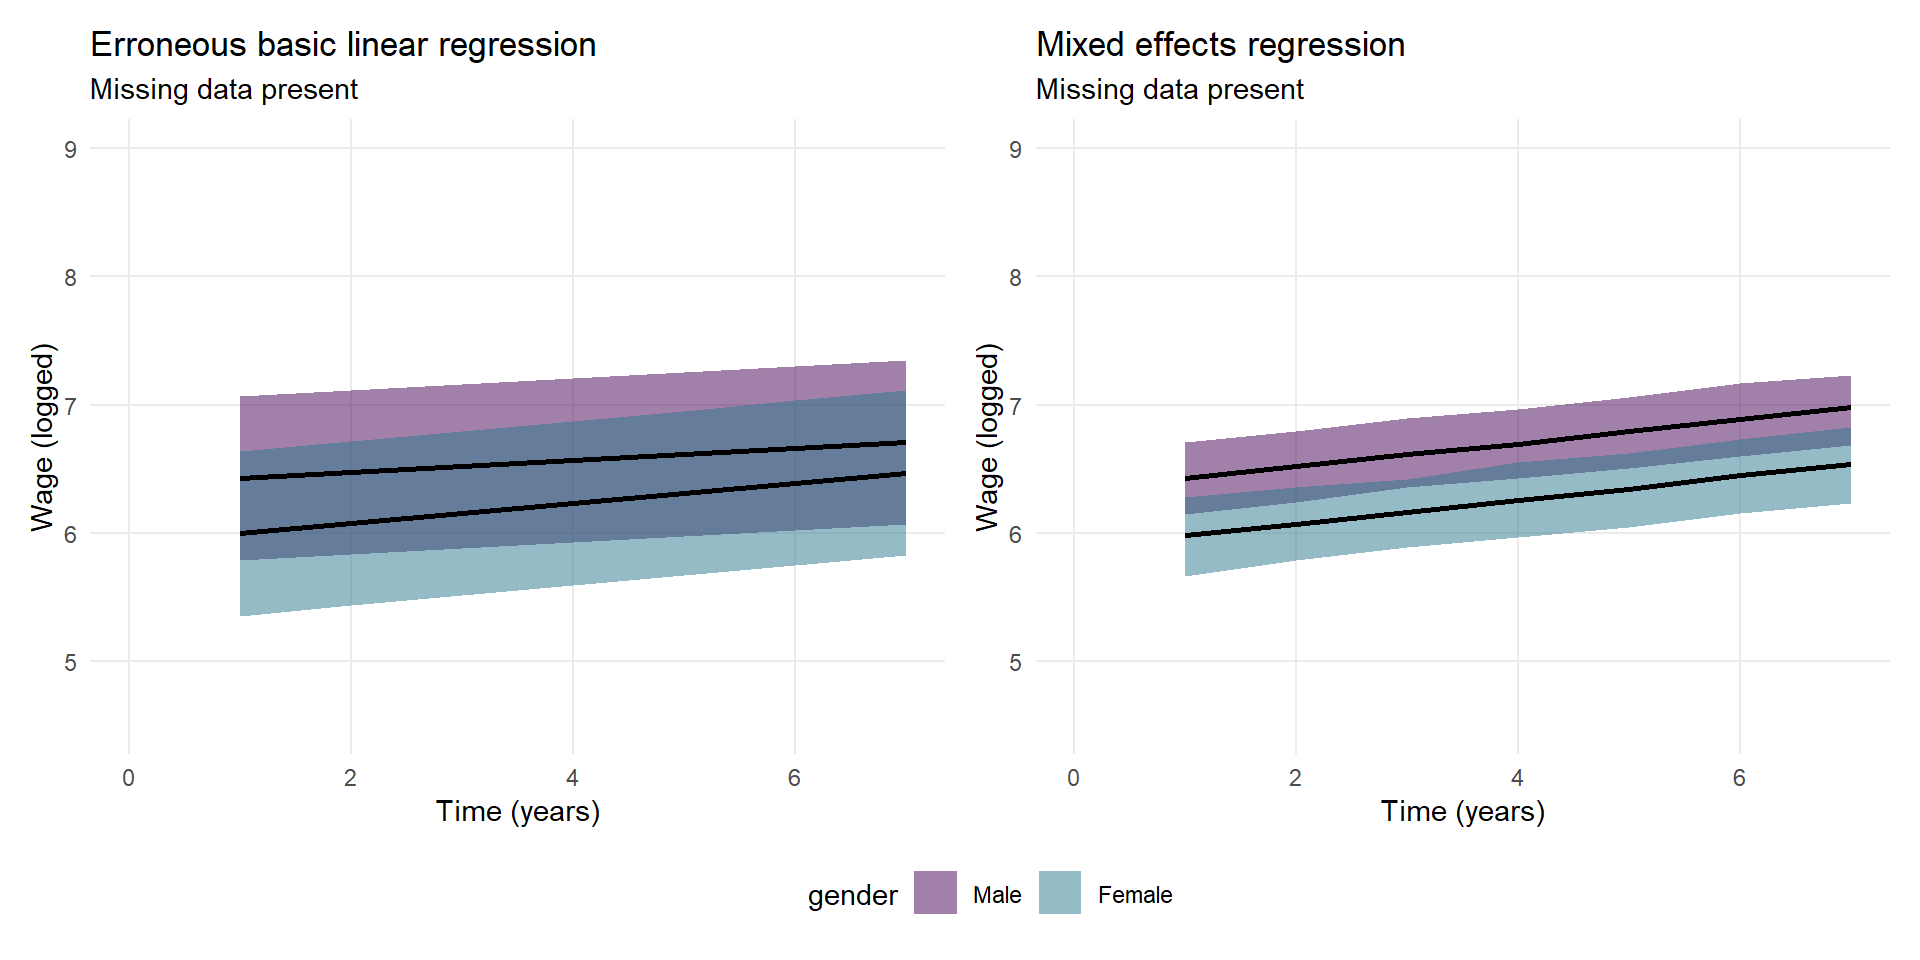 Erroneous basic linear regression
Missing data present
Wage (logged)
9
8
7
6
5
0 2 4 6
Time (years)
Mixed effects regression
Missing data present
Wage (logged)
9
8
7
6
5
0 2 4 6
Time (years)
gender Male Female